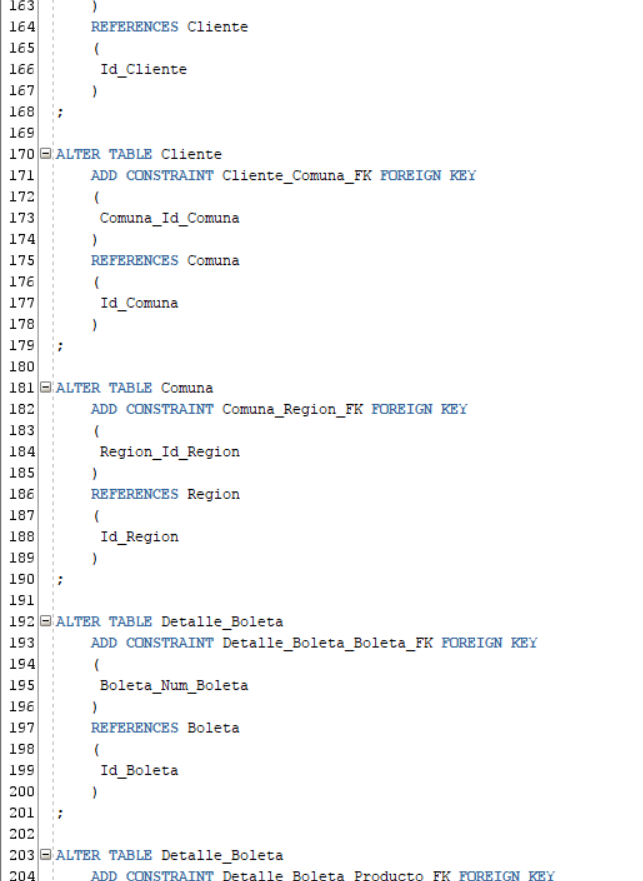 163 )
164 REFERENCES Cliente
165 (
166 Id_Cliente
167 )
168 ;
169
170 ALTER TABLE Cliente
171 ADD CONSTRAINT Cliente_Comuna_FK FOREIGN KEY
172 (
173 Comuna_Id_Comuna
174 )
175 REFERENCES Comuna
176 (
177 Id_Comuna
178 )
179 ;
180
181 ALTER TABLE Comuna
182 ADD CONSTRAINT Comuna_Region_FK FOREIGN KEY
183 (
184 Region_Id_Region
185 )
186 REFERENCES Region
187 (
188 Id_Region
189 )
190 ;
191
192 ALTER TABLE Detalle_Boleta
193 ADD CONSTRAINT Detalle_Boleta_Boleta_FK FOREIGN KEY
194 (
195 Boleta_Num_Boleta
196 )
197 REFERENCES Boleta
198 (
199 Id_Boleta
200 )
201 ;
202
203 ALTER TABLE Detalle_Boleta
204 ADD CONSTRAINT Detalle_Boleta_Producto_FK FOREIGN KEY